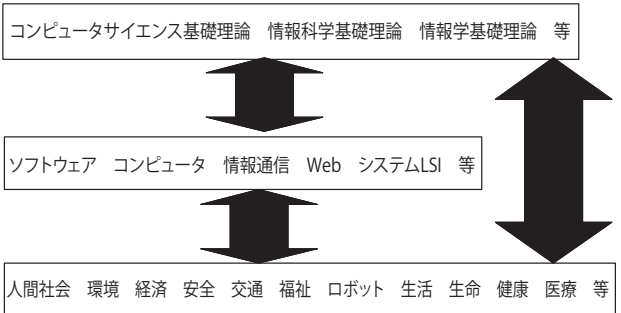 コンピュータサイエンス基礎理論　情報科学基礎理論　情報学基礎理論　等
ソフトウェア　コンピュータ　情報通信　Web　システムLSI　等
人間社会　環境　経済　安全　交通　福祉　ロボット　生活　生命　健康　医療　等